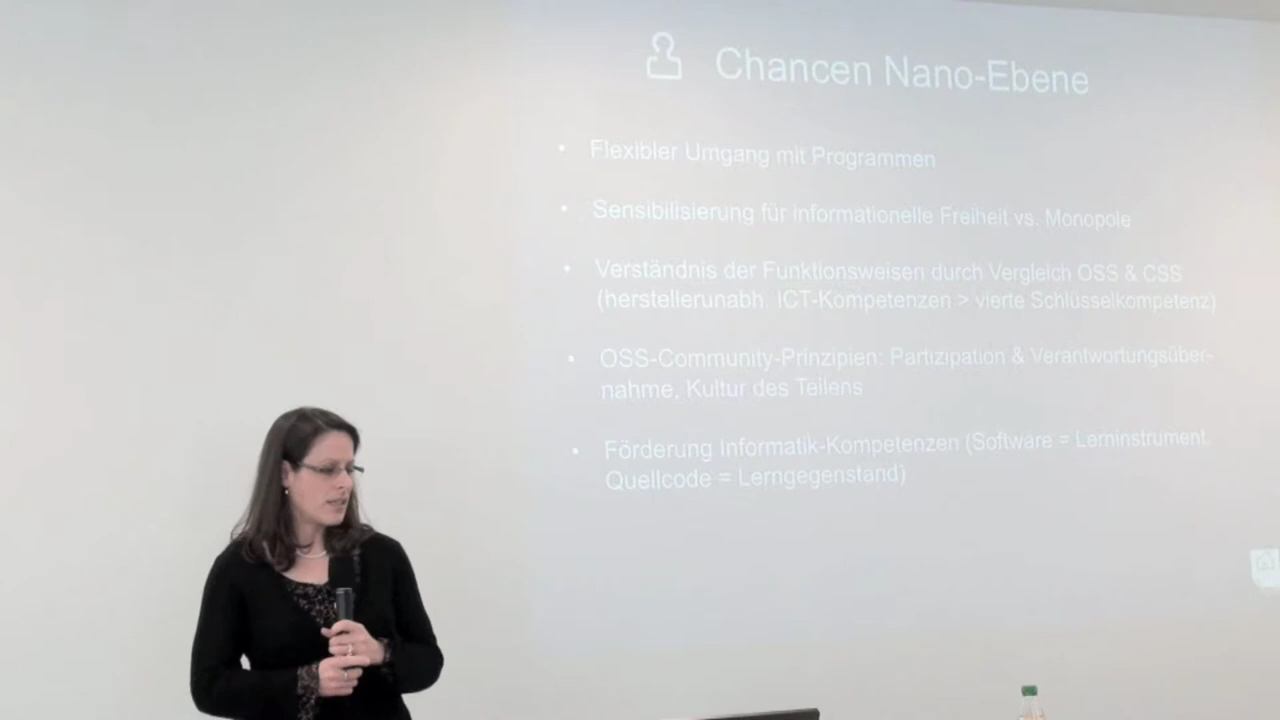 Chancen Nano-Ebene
• Flexibler Umgang mit Programmen
• Sensibilisierung für informationelle Freiheit vs. Monopole
• Verständnis der Funktionsweisen durch Vergleich OSS & CSS
(herstellerunabh. ICT-Kompetenzen > vierte Schlüsselkompetenz)
• OSS-Community-Prinzipien: Partizipation & Verantwortungsüber-
nahme, Kultur des Teilens
• Förderung Informatik-Kompetenzen (Software = Lerninstrument,
Quellcode = Lerngegenstand)